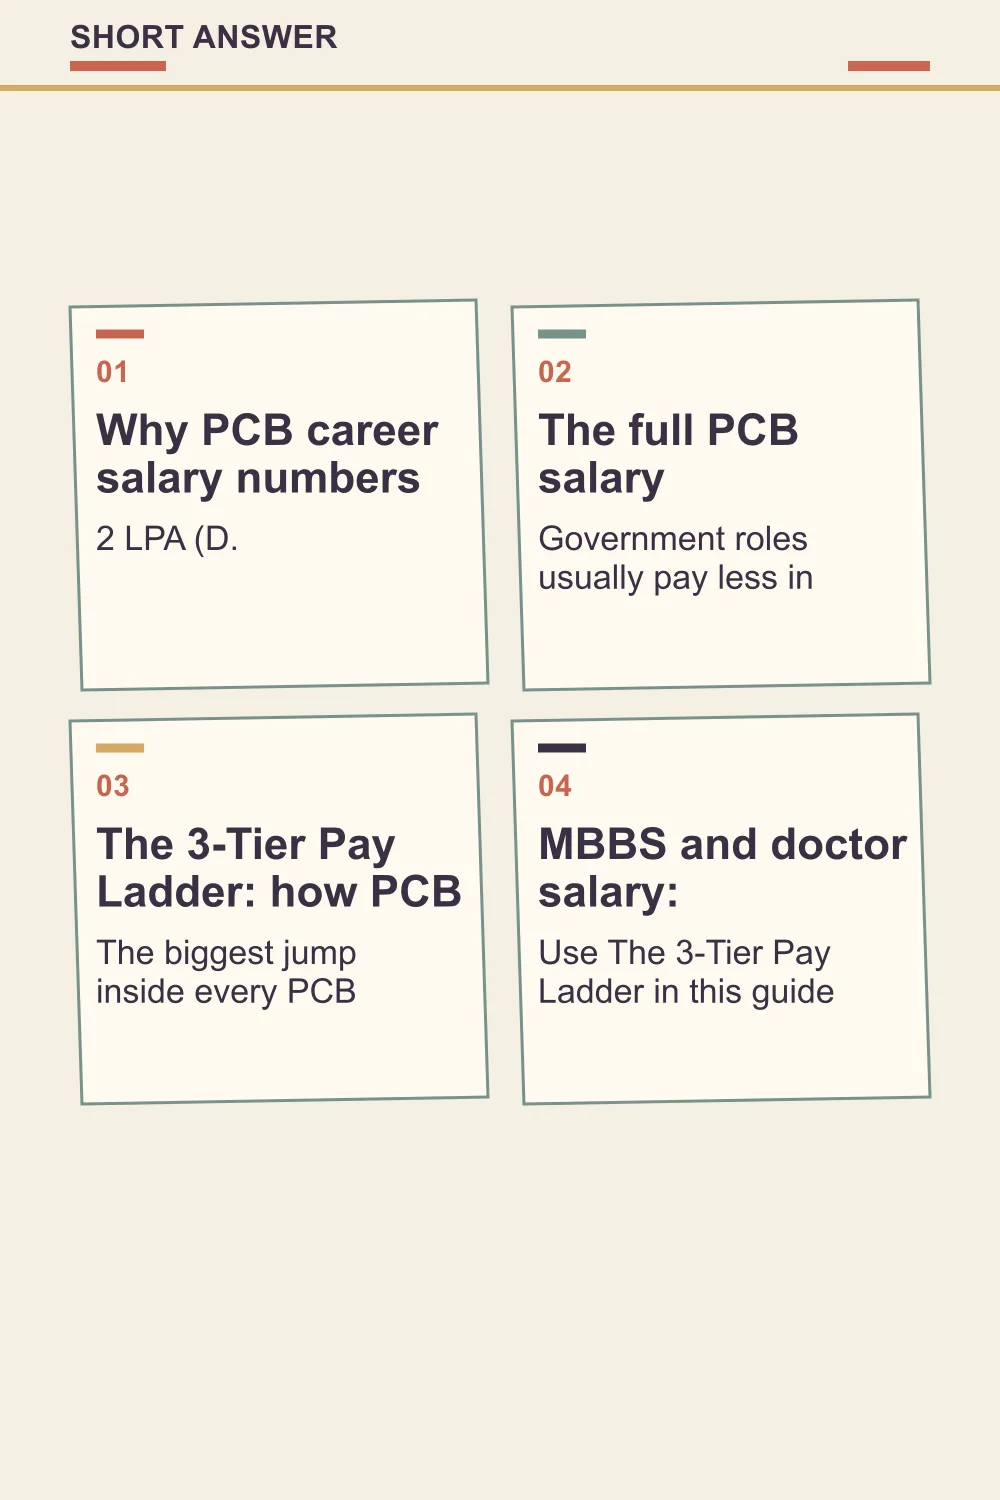 SHORT ANSWER
01
Why PCB career
salary numbers
2 LPA (D.
02
The full PCB
salary
Government roles
usually pay less in
03
The 3-Tier Pay
Ladder: how PCB
The biggest jump
inside every PCB
04
MBBS and doctor
salary:
Use The 3-Tier Pay
Ladder in this guide